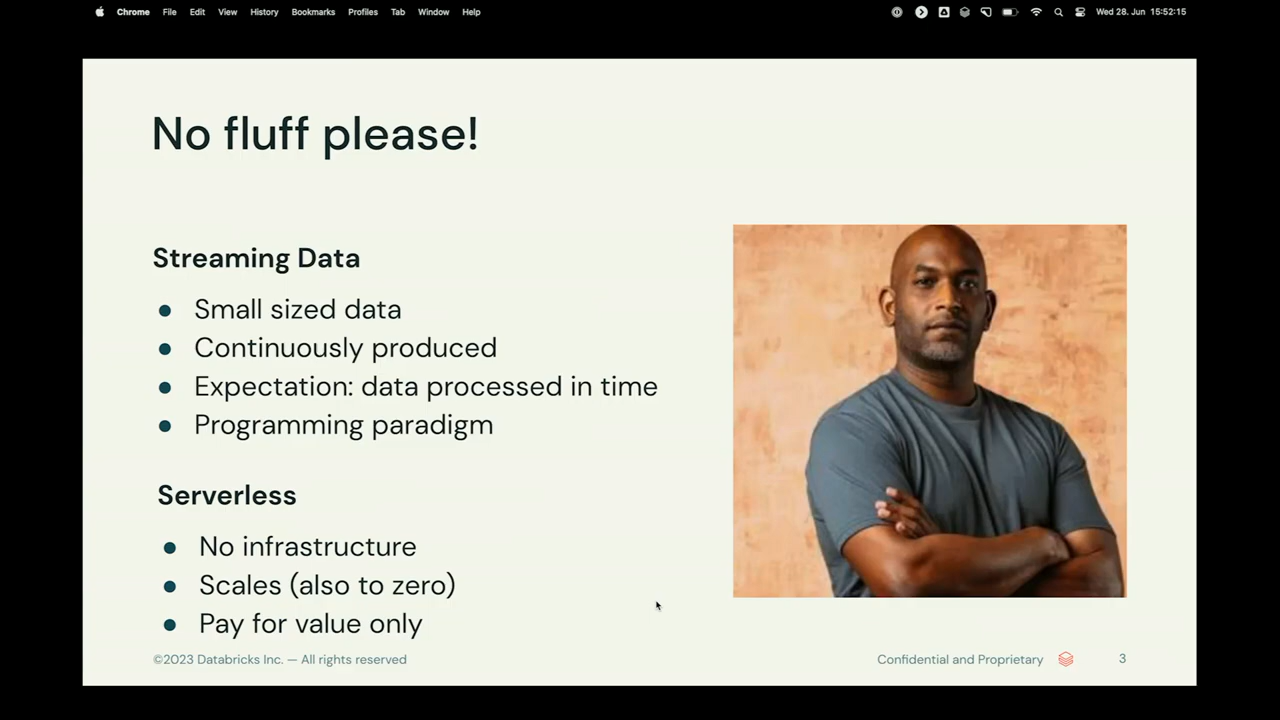 Chrome File Edit View History Bookmarks Profiles Tab Window Help Wed 28. Jun 15:52:15
No fluff please!
Streaming Data
● Small sized data
● Continuously produced
● Expectation: data processed in time
● Programming paradigm
Serverless
● No infrastructure
● Scales (also to zero)
● Pay for value only
©2023 Databricks Inc. — All rights reserved Confidential and Proprietary 3